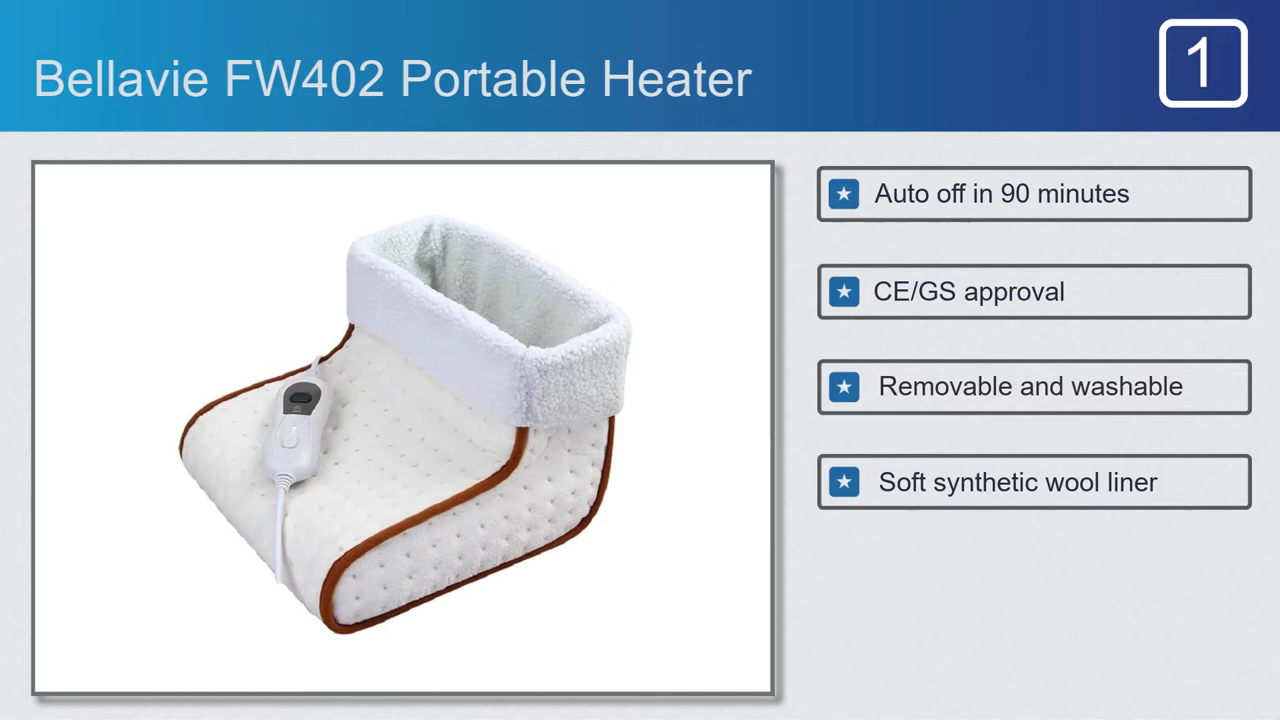 Bellavie FW402 Portable Heater
1
Auto off in 90 minutes
CE/GS approval
Removable and washable
Soft synthetic wool liner